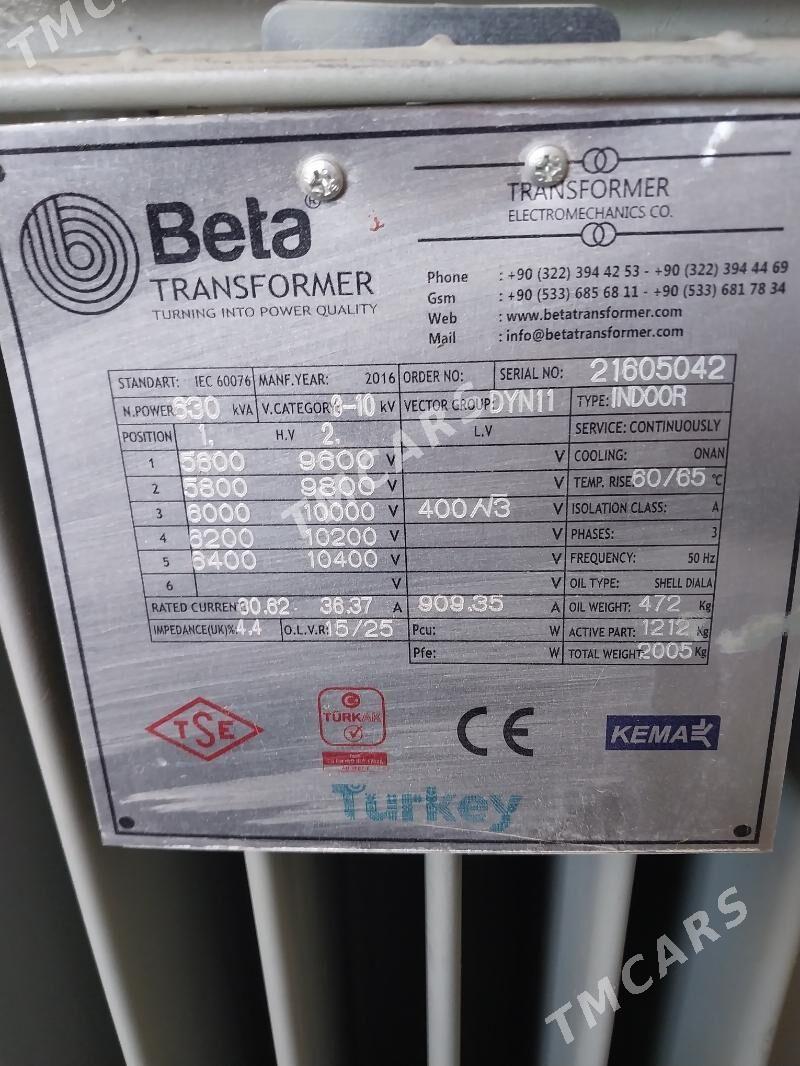 TMCARS
Beta®
TRANSFORMER
TURNING INTO POWER QUALITY
TRANSFORMER
ELECTROMECHANICS CO.
Phone : +90 (322) 394 42 53 - +90 (322) 394 44 69
Gsm : +90 (533) 685 68 11 - +90 (533) 681 78 34
Web : www.betatransformer.com
Mail : info@betatransformer.com
STANDART: IEC 60076 MANF.YEAR: 2016 ORDER NO: SERIAL NO: 21605042
N.POWER 630 kVA V.CATEGORY 6-10 kV VECTOR GROUP: DYN11 TYPE: INDOOR
POSITION 1. H.V 2. L.V SERVICE: CONTINUOUSLY
1 5600 9600 V V COOLING: ONAN
2 5800 9800 V V TEMP. RISE 60/65 °C
3 6000 10000 V 400/√3 V ISOLATION CLASS: A
4 6200 10200 V V PHASES: 3
5 6400 10400 V V FREQUENCY: 50 Hz
6 V V OIL TYPE: SHELL DIALA
RATED CURRENT 36.37 A 909.35 A OIL WEIGHT: 472 Kg
IMPEDANCE(UK)% 4.4 O.L.V.R: 15/25 Pcu: W ACTIVE PART: 1212 Kg
Pfe: W TOTAL WEIGHT: 2005 Kg
TSE
TÜRKAK
CE
KEMA
Turkey
TMCARS
TMCARS